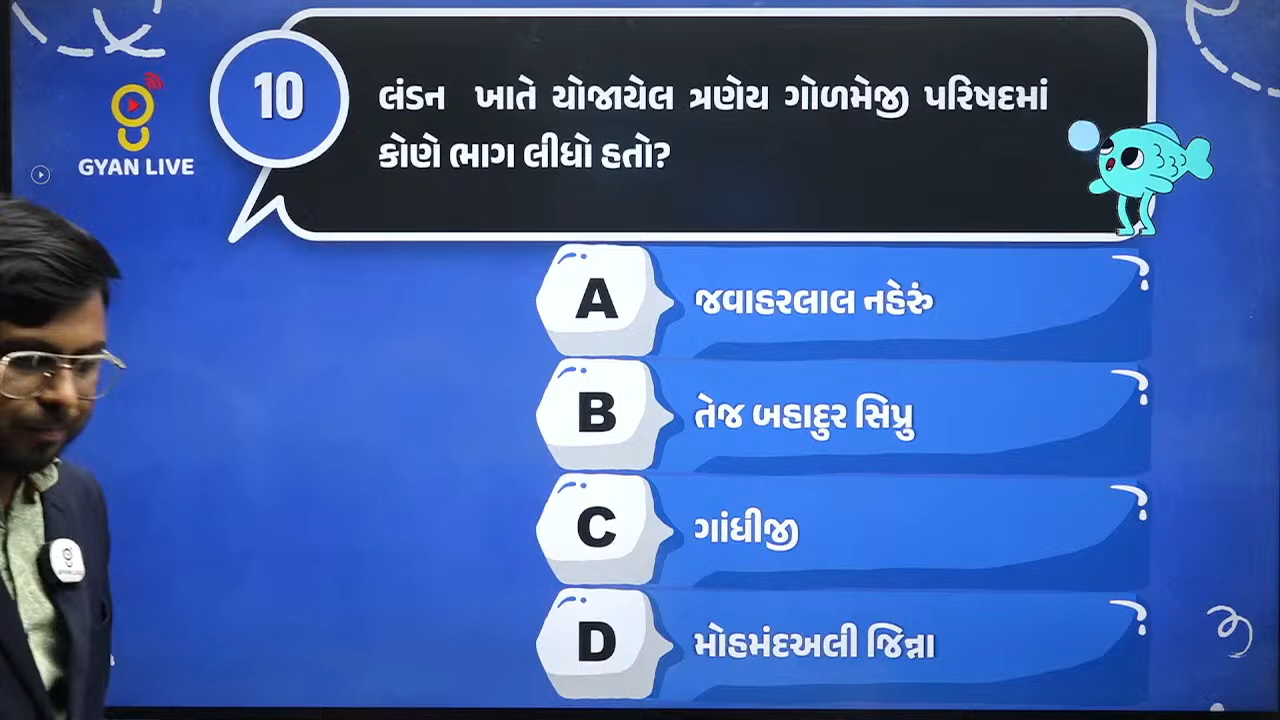 10
લંડન ખાતે યોજાયેલ ત્રણેય ગોળમેજી પરિષદમાં
કોણે ભાગ લીધો હતો?
GYAN LIVE
A
જવાહરલાલ નહેરું
B
તેજ બહાદુર સિપ્રુ
C
ગાંધીજી
D
મોહમંદઅલી જિન્ના